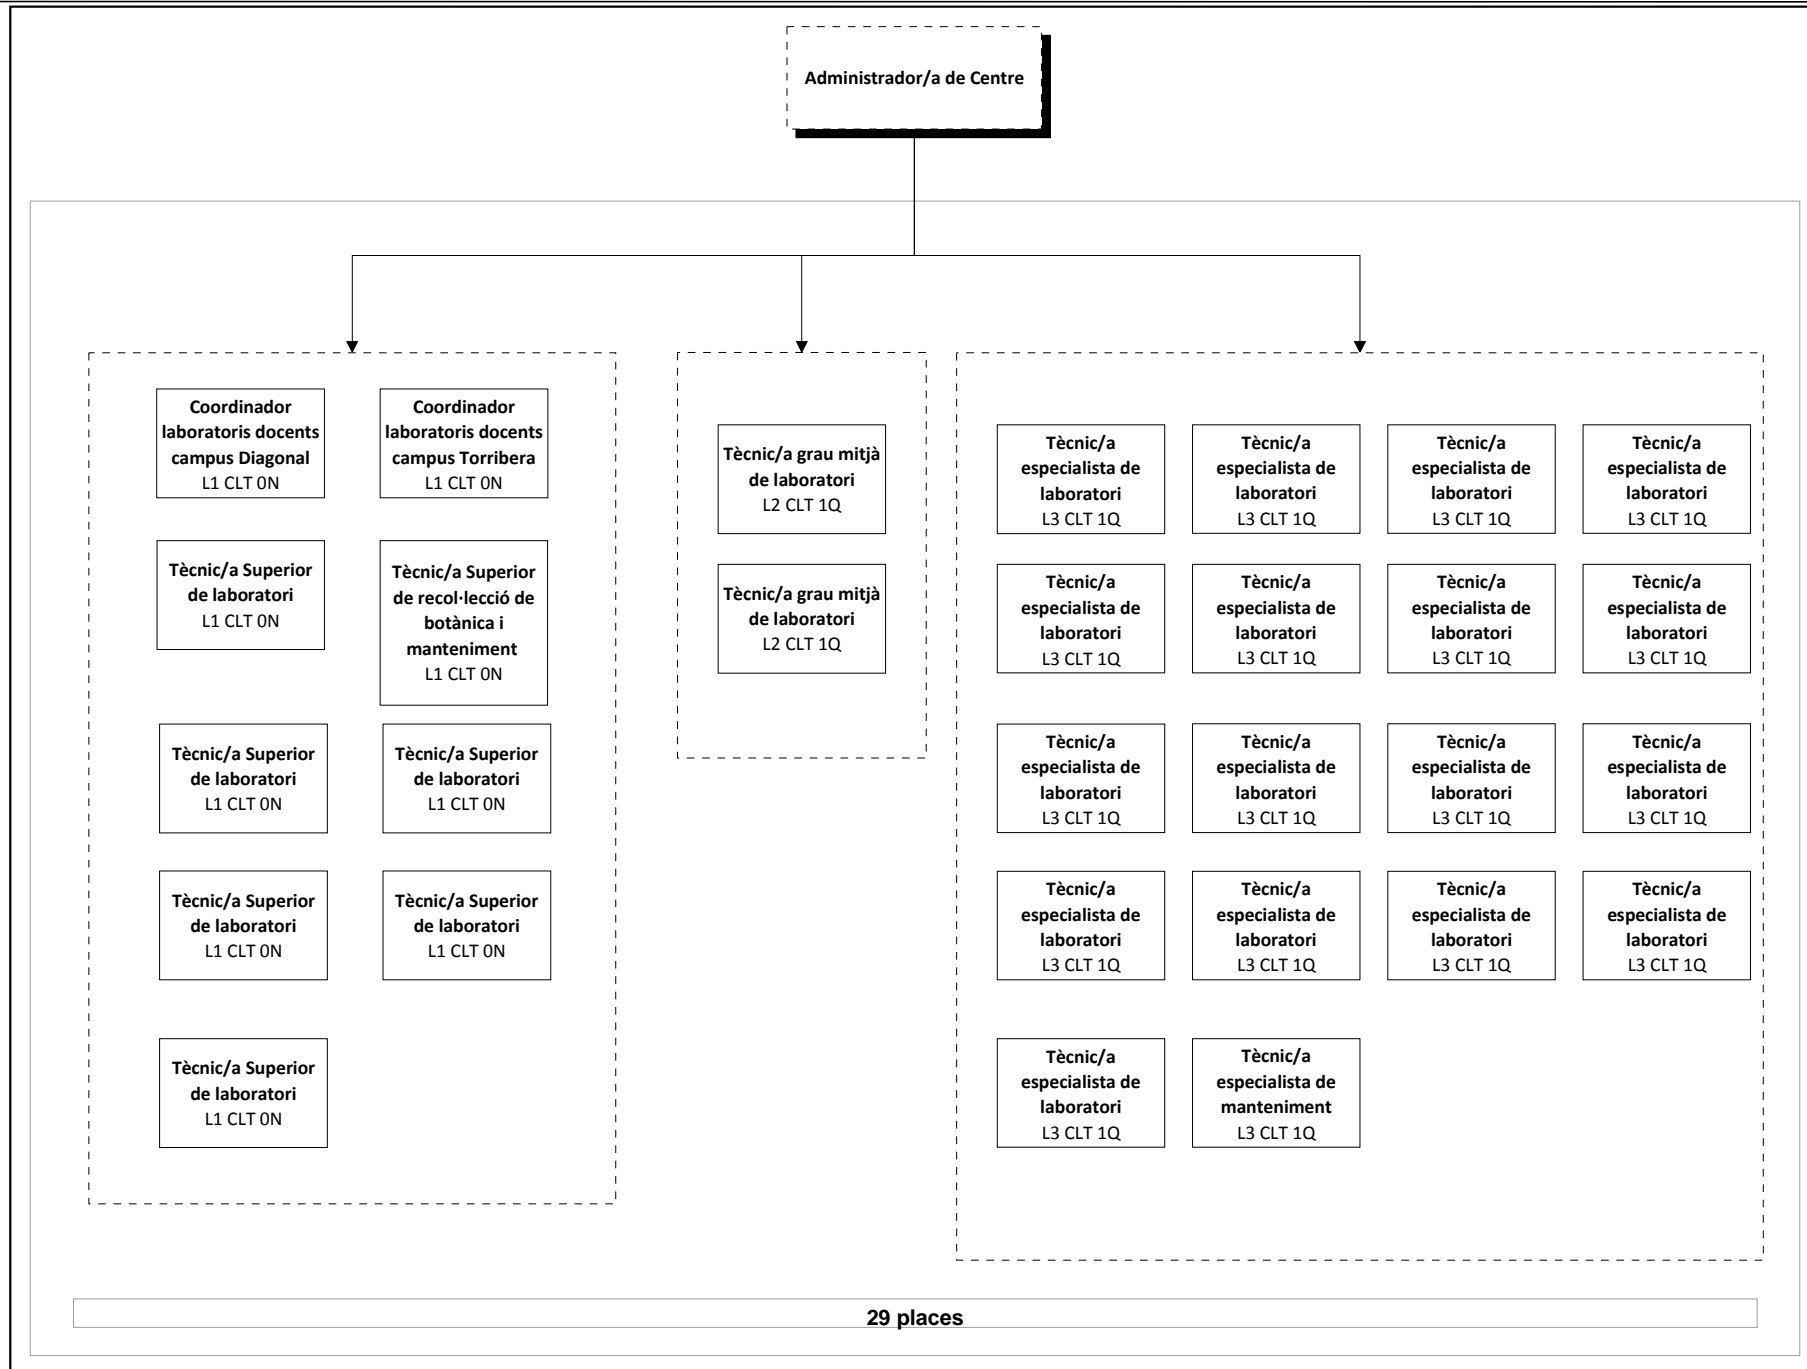 Administrador/a de Centre
Coordinador
laboratoris docents
campus Diagonal
L1 CLT 0N
Coordinador
laboratoris docents
campus Torribera
L1 CLT 0N
Tècnic/a Superior
de laboratori
L1 CLT 0N
Tècnic/a Superior
de recol·lecció de
botànica i
manteniment
L1 CLT 0N
Tècnic/a Superior
de laboratori
L1 CLT 0N
Tècnic/a Superior
de laboratori
L1 CLT 0N
Tècnic/a Superior
de laboratori
L1 CLT 0N
Tècnic/a Superior
de laboratori
L1 CLT 0N
Tècnic/a Superior
de laboratori
L1 CLT 0N
Tècnic/a grau mitjà
de laboratori
L2 CLT 1Q
Tècnic/a grau mitjà
de laboratori
L2 CLT 1Q
Tècnic/a
especialista de
laboratori
L3 CLT 1Q
Tècnic/a
especialista de
laboratori
L3 CLT 1Q
Tècnic/a
especialista de
laboratori
L3 CLT 1Q
Tècnic/a
especialista de
laboratori
L3 CLT 1Q
Tècnic/a
especialista de
laboratori
L3 CLT 1Q
Tècnic/a
especialista de
laboratori
L3 CLT 1Q
Tècnic/a
especialista de
laboratori
L3 CLT 1Q
Tècnic/a
especialista de
laboratori
L3 CLT 1Q
Tècnic/a
especialista de
laboratori
L3 CLT 1Q
Tècnic/a
especialista de
laboratori
L3 CLT 1Q
Tècnic/a
especialista de
laboratori
L3 CLT 1Q
Tècnic/a
especialista de
laboratori
L3 CLT 1Q
Tècnic/a
especialista de
laboratori
L3 CLT 1Q
Tècnic/a
especialista de
laboratori
L3 CLT 1Q
Tècnic/a
especialista de
laboratori
L3 CLT 1Q
Tècnic/a
especialista de
laboratori
L3 CLT 1Q
Tècnic/a
especialista de
laboratori
L3 CLT 1Q
Tècnic/a
especialista de
manteniment
L3 CLT 1Q
29 places